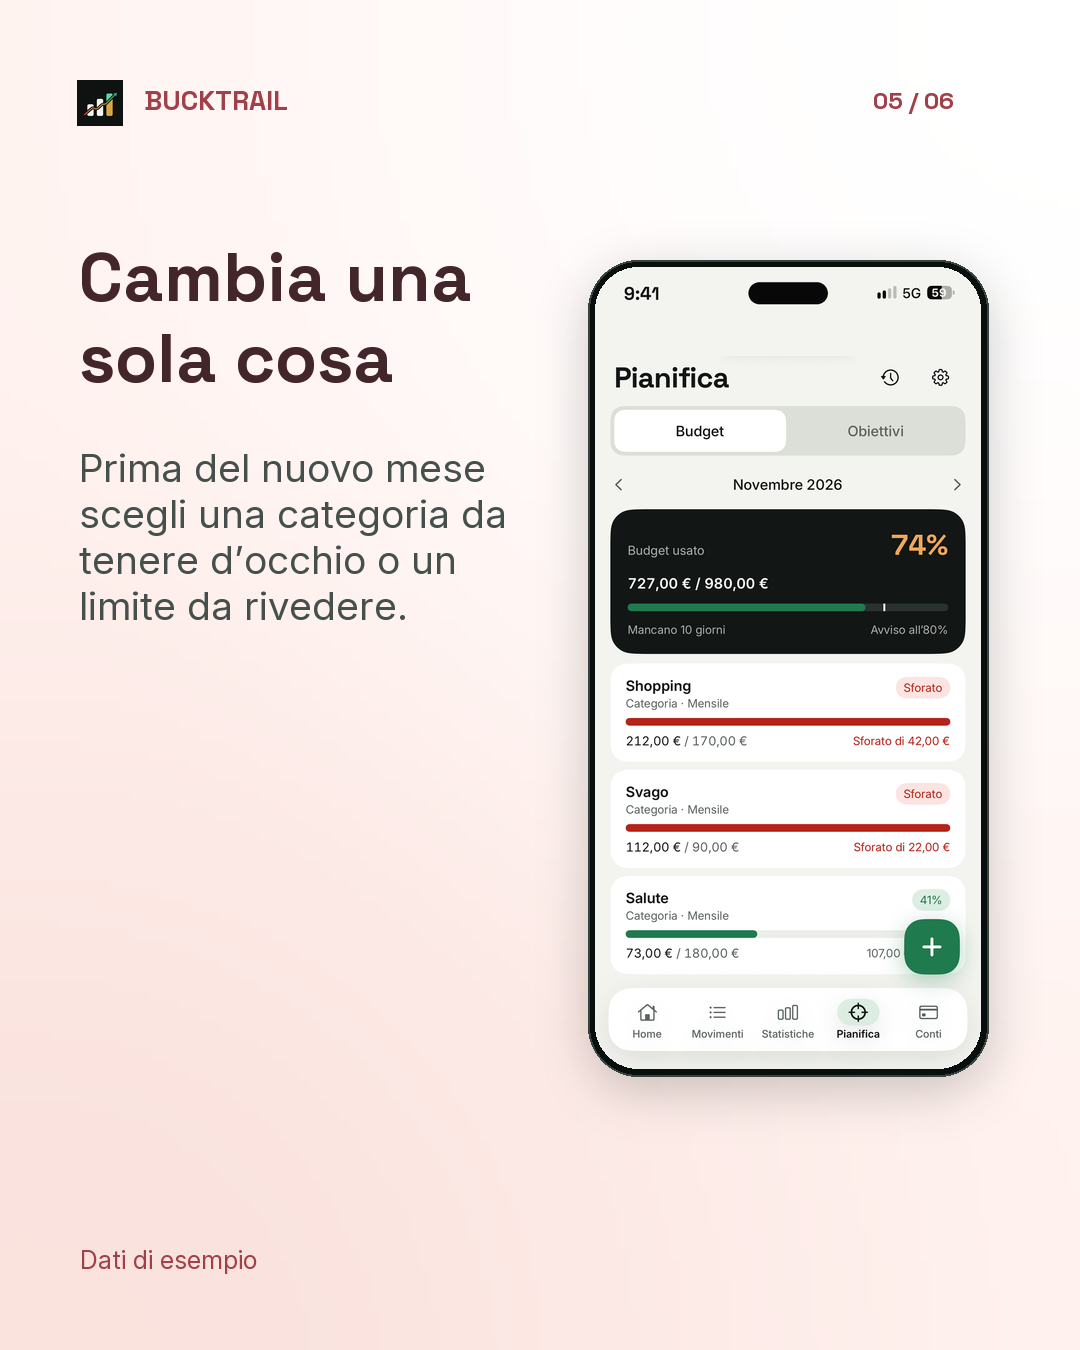 BUCKTRAIL
05 / 06
Cambia una
sola cosa
Prima del nuovo mese
scegli una categoria da
tenere d’occhio o un
limite da rivedere.
9:41
5G 59
Pianifica
Budget
Obiettivi
Novembre 2026
Budget usato
74%
727,00 € / 980,00 €
Mancano 10 giorni
Avviso all’80%
Shopping
Sforato
Categoria · Mensile
212,00 € / 170,00 €
Sforato di 42,00 €
Svago
Sforato
Categoria · Mensile
112,00 € / 90,00 €
Sforato di 22,00 €
Salute
41%
Categoria · Mensile
73,00 € / 180,00 €
107,00
Home
Movimenti
Statistiche
Pianifica
Conti
Dati di esempio